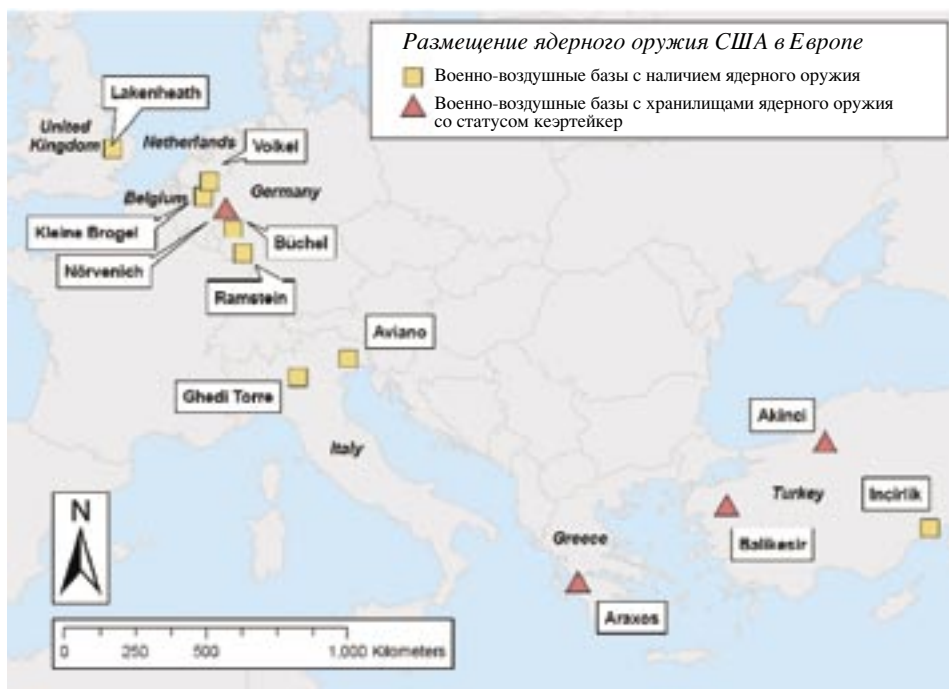 Размещение ядерного оружия США в Европе
Военно-воздушные базы с наличием ядерного оружия
Военно-воздушные базы с хранилищами ядерного оружия
со статусом кеэртейкер
Lakenheath
United
Kingdom
Netherlands
Volkel
Belgium
Germany
Kleine Brogel
Büchel
Nörvenich
Ramstein
Aviano
Ghedi Torre
Italy
Akinci
Turkey
Incirlik
Balikesir
Greece
Araxos
N
0 250 500 1,000 Kilometers